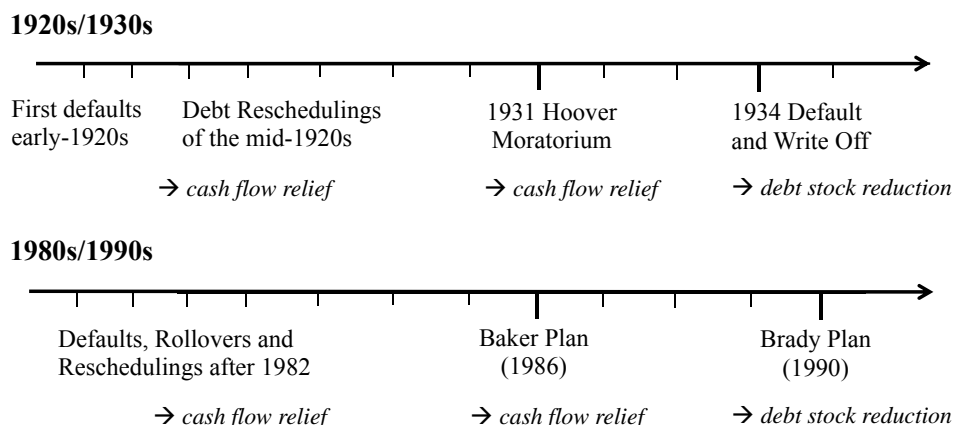 1920s/1930s
First defaults
early-1920s
Debt Reschedulings
of the mid-1920s
1931 Hoover
Moratorium
1934 Default
and Write Off
→ cash flow relief
→ cash flow relief
→ debt stock reduction
1980s/1990s
Defaults, Rollovers and
Reschedulings after 1982
Baker Plan
(1986)
Brady Plan
(1990)
→ cash flow relief
→ cash flow relief
→ debt stock reduction